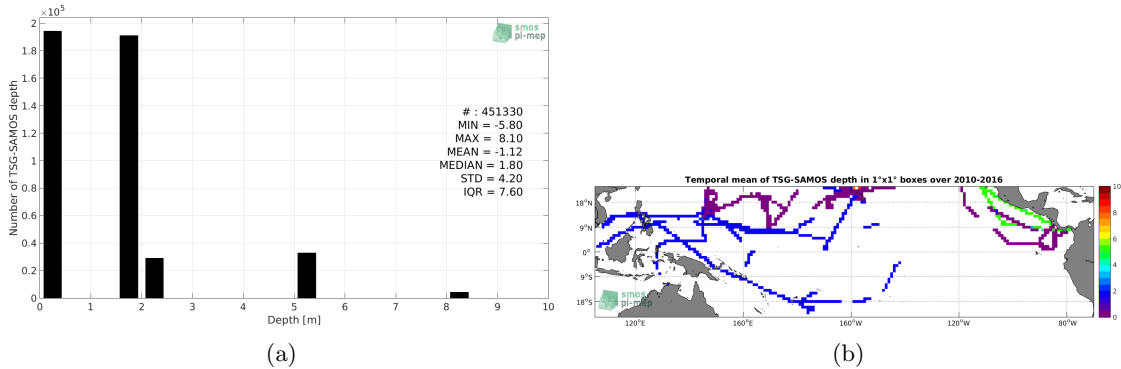 ×10⁵
2
1.8
1.6
1.4
1.2
1
0.8
0.6
0.4
0.2
0
0 1 2 3 4 5 6 7 8 9 10
Number of TSG-SAMOS depth
Depth [m]
smos
pi-mep
# : 451330
MIN = -5.80
MAX = 8.10
MEAN = -1.12
MEDIAN = 1.80
STD = 4.20
IQR = 7.60
(a)
Temporal mean of TSG-SAMOS depth in 1°x1° boxes over 2010-2016
18°N
9°N
0°
9°S
18°S
120°E 160°E 160°W 120°W 80°W
10
8
6
4
2
0
smos
pi-mep
(b)